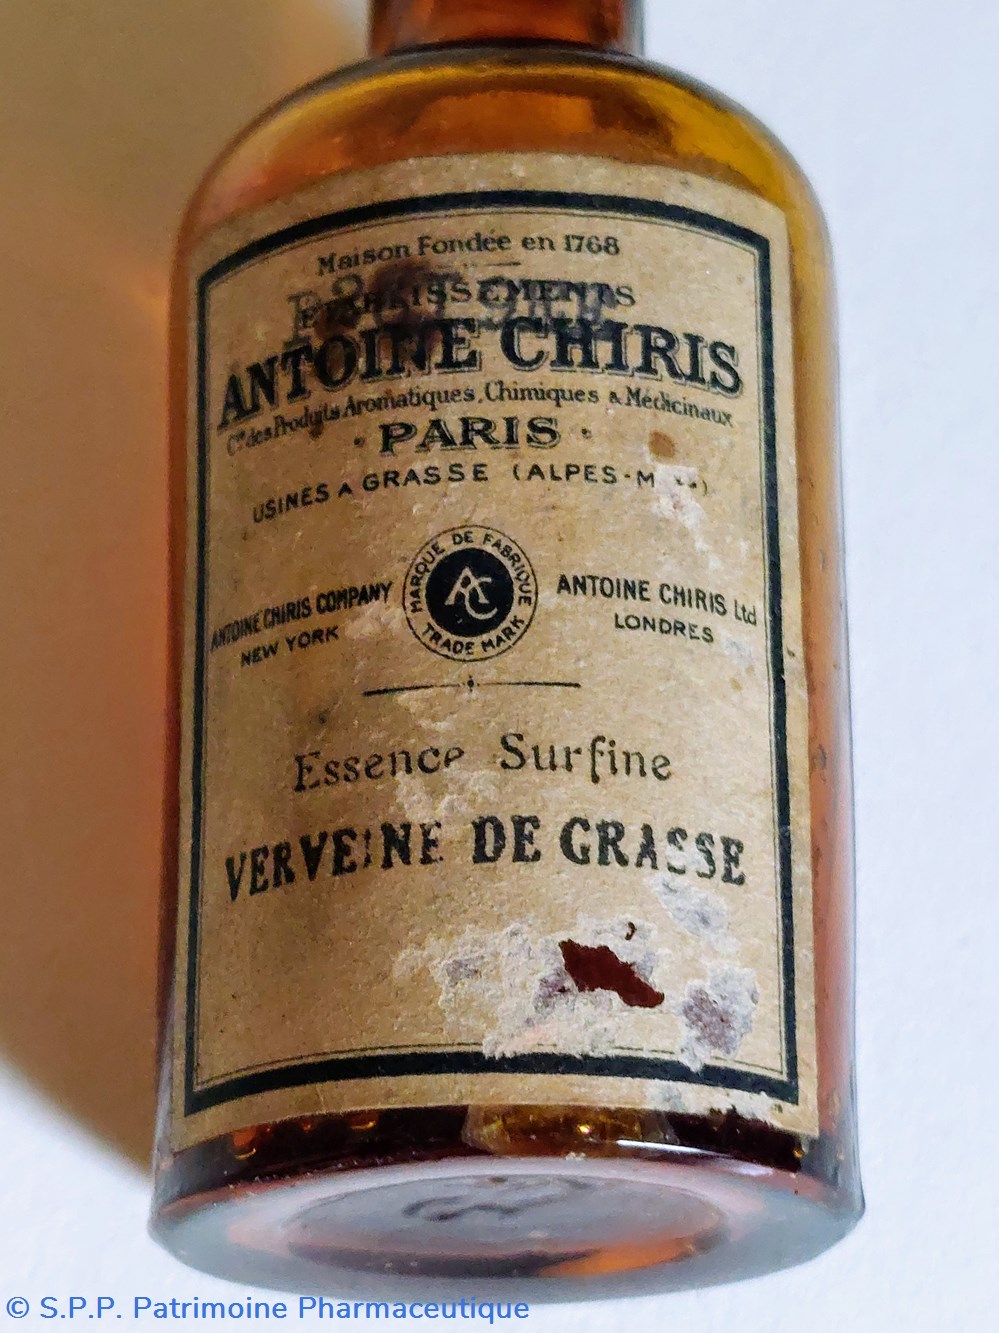 Maison Fondée en 1768
ETABLISSEMENTS
ANTOINE CHIRIS
Cie des Produits Aromatiques, Chimiques & Médicinaux
· PARIS ·
USINES A GRASSE (ALPES-M
MARQUE DE FABRIQUE
AC
TRADE MARK
ANTOINE CHIRIS COMPANY
NEW YORK
ANTOINE CHIRIS Ltd
LONDRES
Essence Surfine
VERVEINE DE GRASSE
© S.P.P. Patrimoine Pharmaceutique